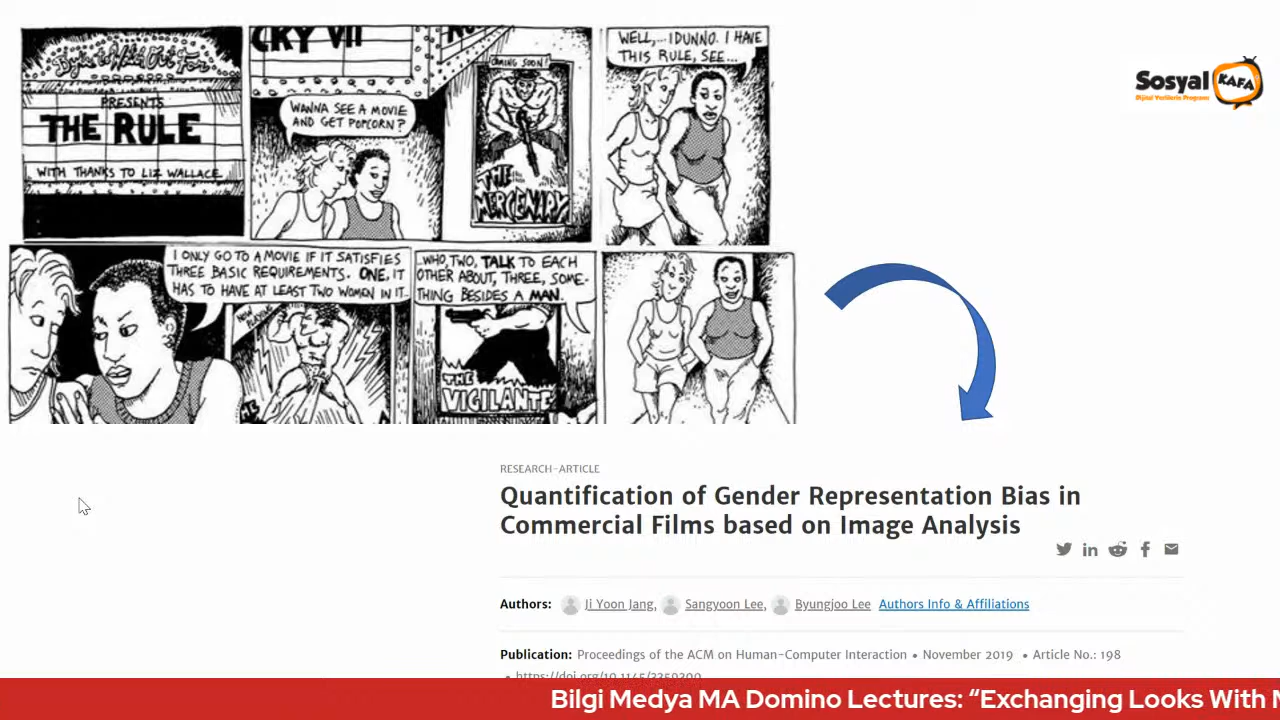 Dykes to Watch Out For
PRESENTS
THE RULE
WITH THANKS TO LIZ WALLACE
CKY VII
WANNA SEE A MOVIE
AND GET POPCORN?
COMING SOON!
THE
MERCENARY
WELL,...I DUNNO. I HAVE
THIS RULE, SEE...
Sosyal KAFA
I ONLY GO TO A MOVIE IF IT SATISFIES
THREE BASIC REQUIREMENTS. ONE, IT
HAS TO HAVE AT LEAST TWO WOMEN IN IT...
...WHO, TWO, TALK TO EACH
OTHER ABOUT, THREE, SOME-
THING BESIDES A MAN.
THE
VIGILANTE
RESEARCH-ARTICLE
Quantification of Gender Representation Bias in
Commercial Films based on Image Analysis
in
Authors: Ji Yoon Jang, Sangyoon Lee, Byungjoo Lee Authors Info & Affiliations
Publication: Proceedings of the ACM on Human-Computer Interaction • November 2019 • Article No.: 198
Bilgi Medya MA Domino Lectures: “Exchanging Looks With